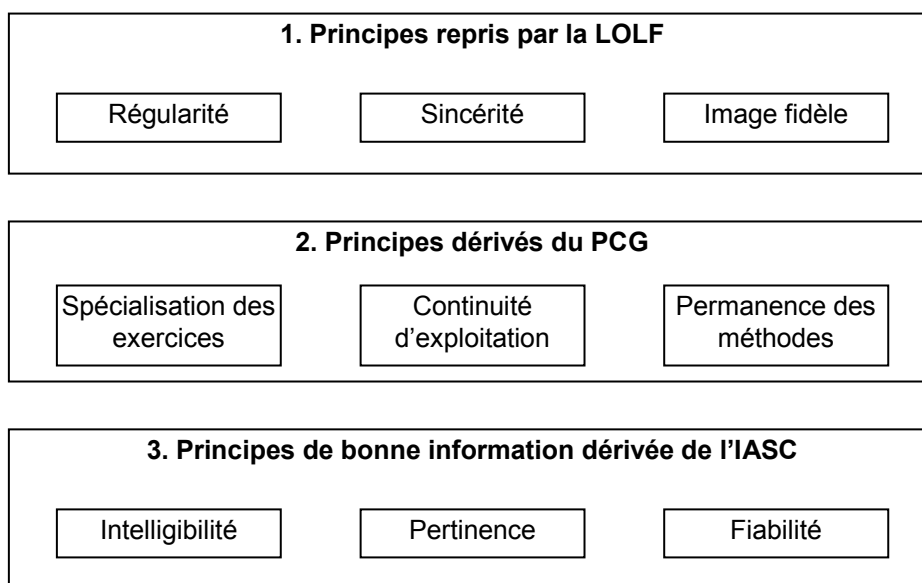 1. Principes repris par la LOLF
Régularité
Sincérité
Image fidèle
2. Principes dérivés du PCG
Spécialisation des
exercices
Continuité
d'exploitation
Permanence des
méthodes
3. Principes de bonne information dérivée de l'IASC
Intelligibilité
Pertinence
Fiabilité